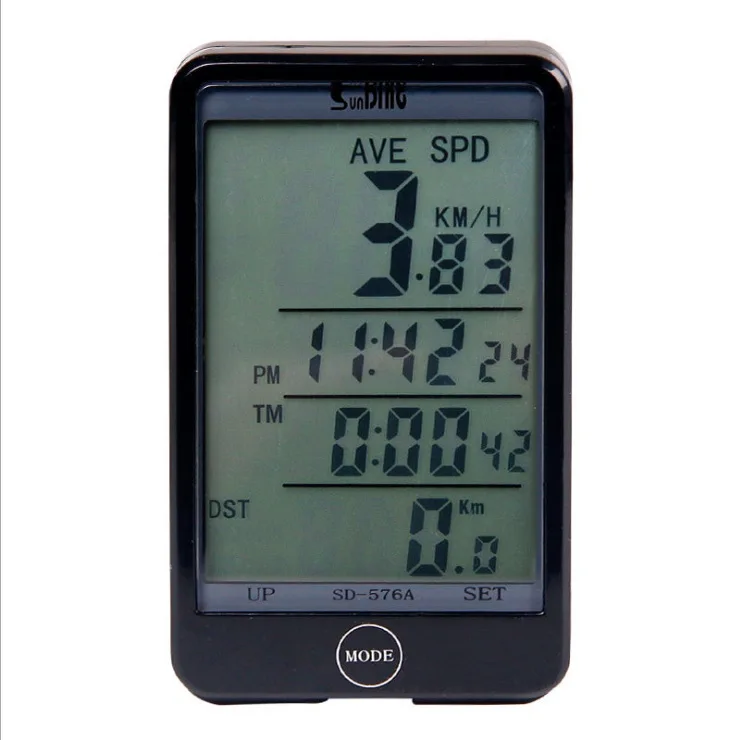 SunDING
AVE SPD
KM/H
3.83
PM 11:42 24
TM 0:00 42
DST 0.0 Km
UP SD-576A SET
MODE